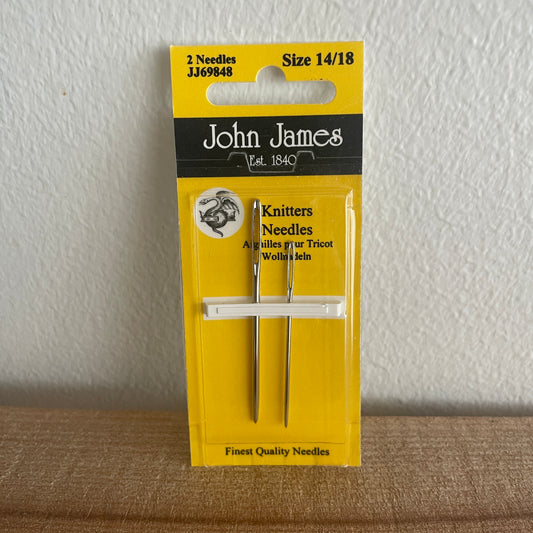 2 Needles
JJ69848
Size 14/18
John James
Est. 1840
Knitters
Needles
Aiguilles pour Tricot
Wollnadeln
Finest Quality Needles